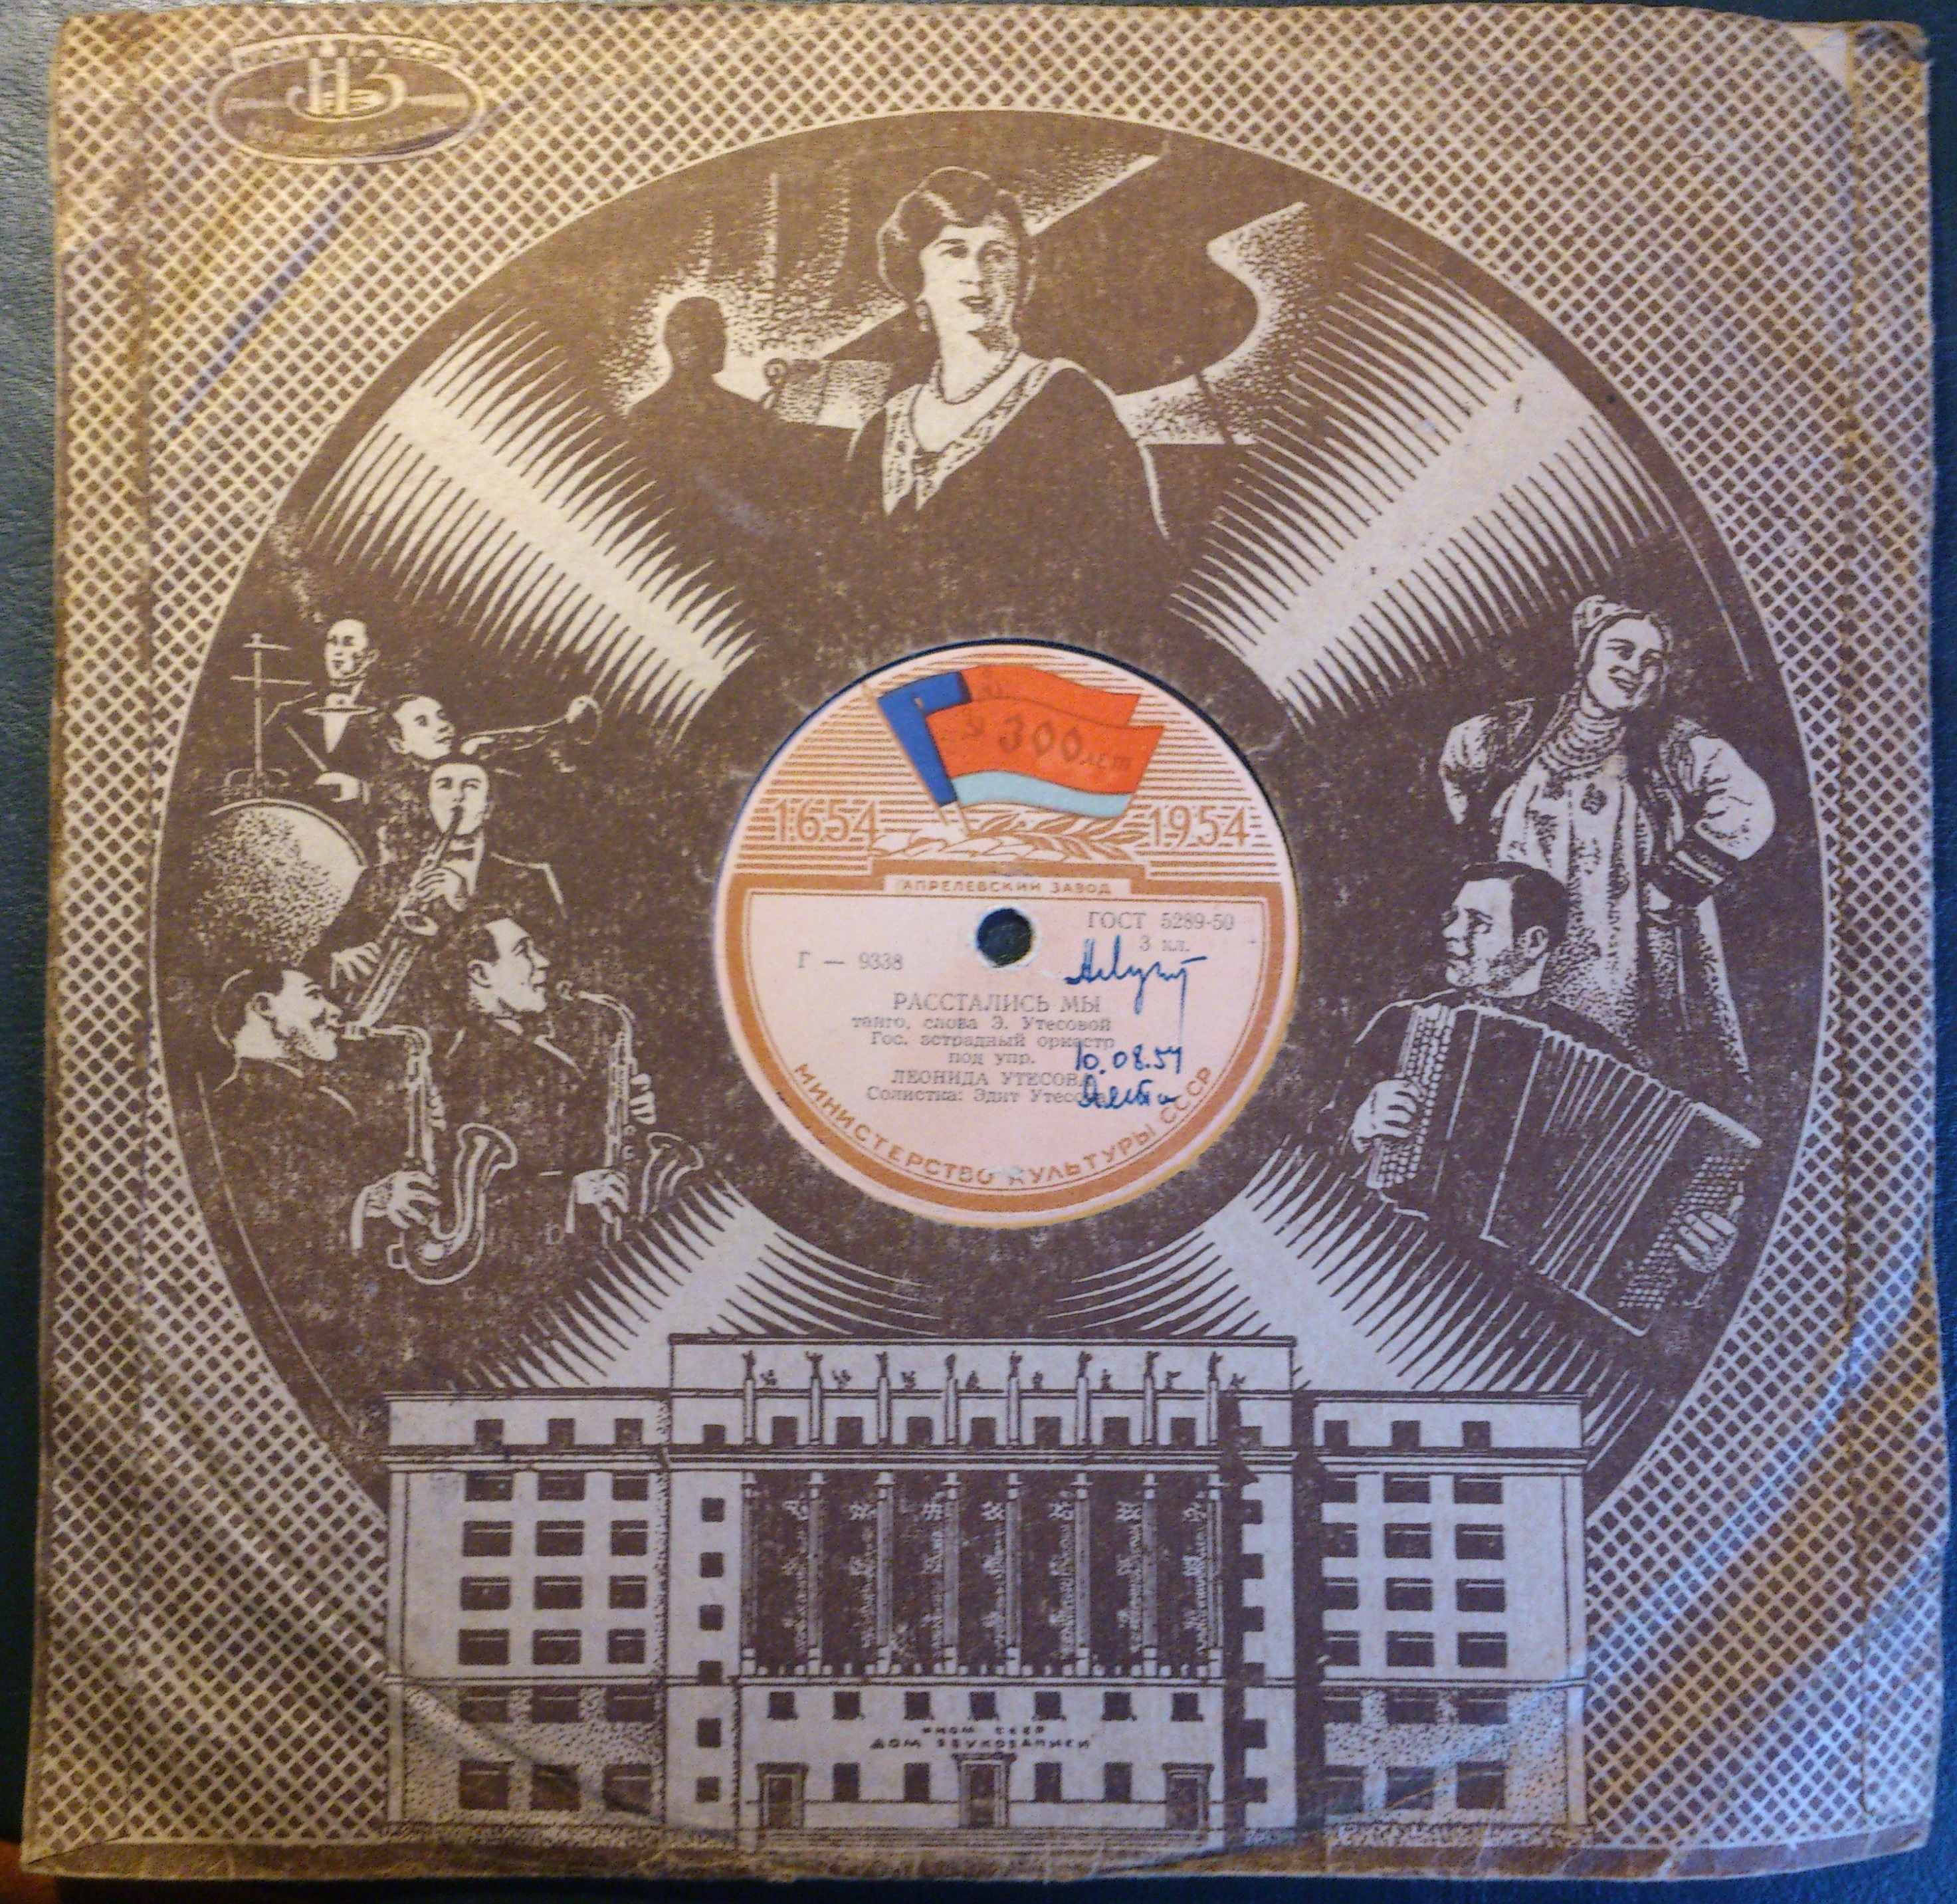 300 лет
1654 1954
АПРЕЛЕВСКИЙ ЗАВОД
ГОСТ 5289-50
3 кл.
Г — 9338
РАССТАЛИСЬ МЫ
танго, слова Э. Утесовой
Гос. эстрадный оркестр
под упр.
10.08.54
ЛЕОНИДА УТЕСОВА
Солистка: Эдит Утесова
МИНИСТЕРСТВО КУЛЬТУРЫ СССР
ДОМ ЗВУКОЗАПИСИ